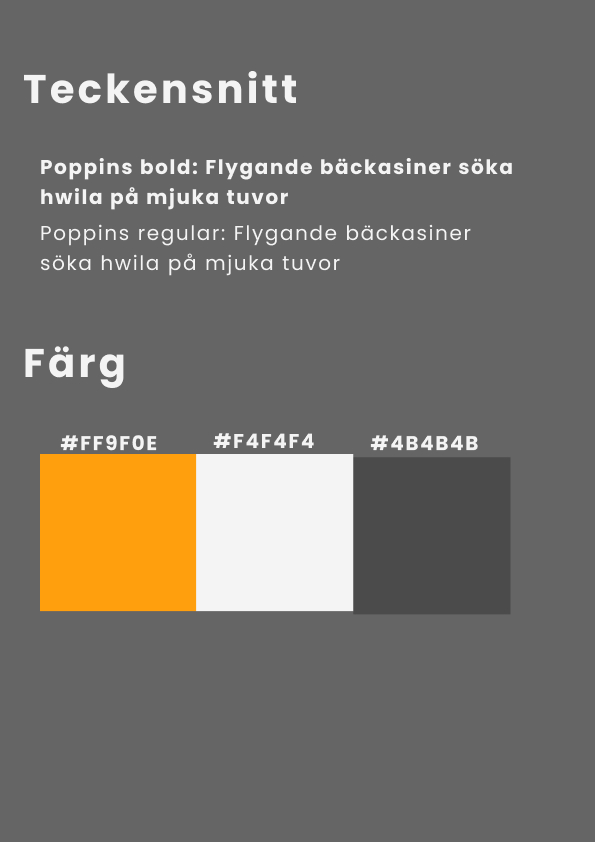 Teckensnitt
Poppins bold: Flygande bäckasiner söka
hwila på mjuka tuvor
Poppins regular: Flygande bäckasiner
söka hwila på mjuka tuvor
Färg
#FF9F0E #F4F4F4 #4B4B4B